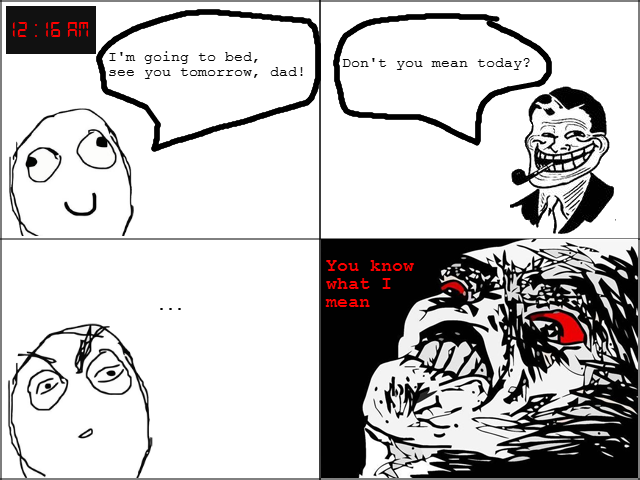 12:16 AM
I'm going to bed,
see you tomorrow, dad!
Don't you mean today?
...
You know
what I
mean